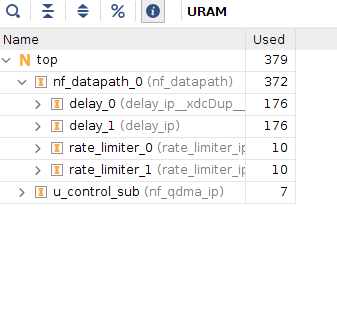 % URAM
Name Used
N top 379
I nf_datapath_0 (nf_datapath) 372
I delay_0 (delay_ip__xdcDup__ 176
I delay_1 (delay_ip) 176
I rate_limiter_0 (rate_limiter_ip 10
I rate_limiter_1 (rate_limiter_ip 10
I u_control_sub (nf_qdma_ip) 7